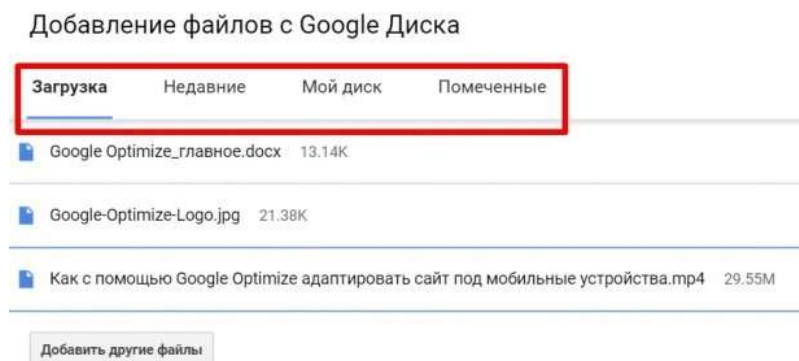 Добавление файлов с Google Диска
Загрузка Недавние Мой диск Помеченные
Google Optimize_главное.docx 13.14K
Google-Optimize-Logo.jpg 21.38K
Как с помощью Google Optimize адаптировать сайт под мобильные устройства.mp4 29.55M
Добавить другие файлы